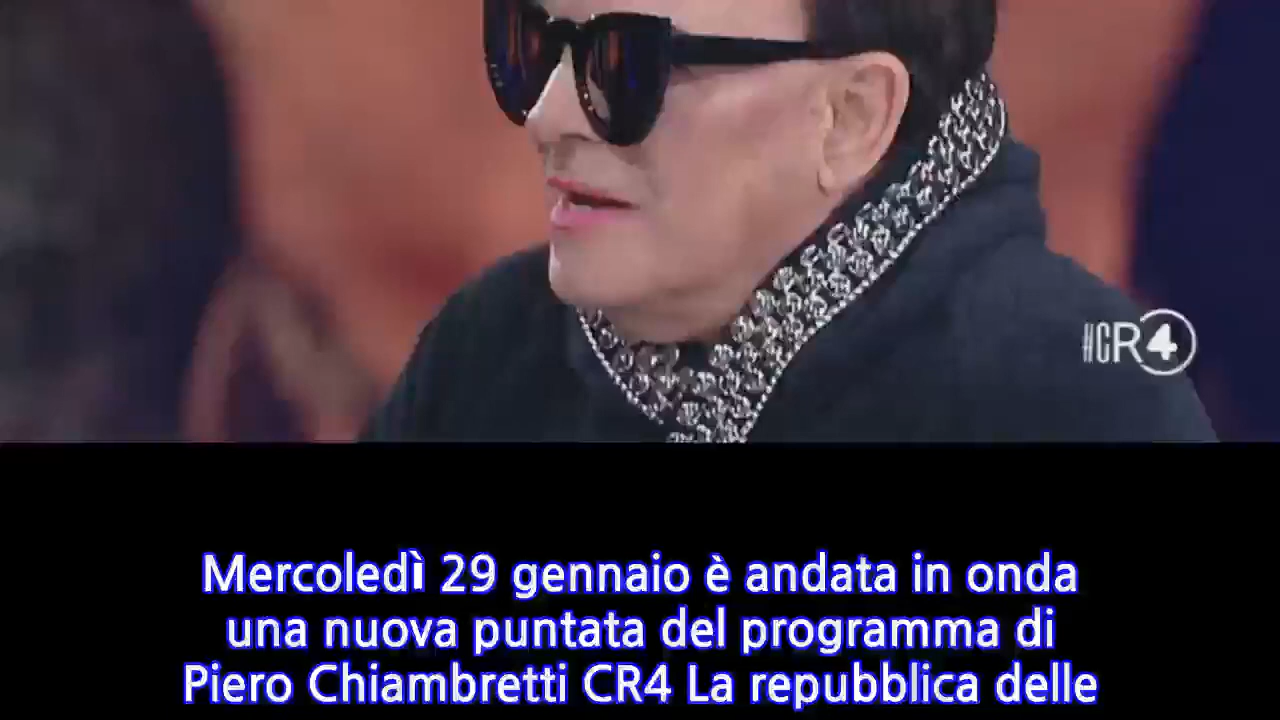 #CR4
Mercoledì 29 gennaio è andata in onda
una nuova puntata del programma di
Piero Chiambretti CR4 La repubblica delle